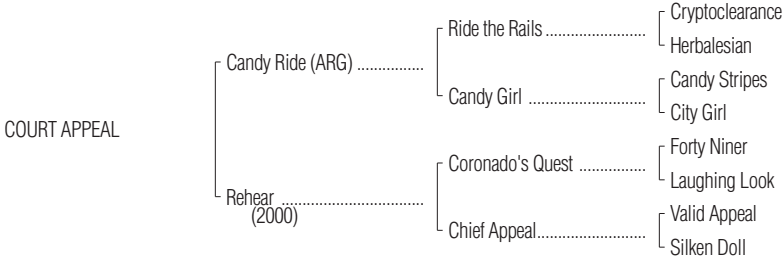 Cryptoclearance
Ride the Rails ........................
Herbalesian
Candy Ride (ARG) ................
Candy Stripes
Candy Girl ............................
City Girl
COURT APPEAL
Forty Niner
Coronado's Quest ................
Laughing Look
Rehear ..................................
(2000)
Valid Appeal
Chief Appeal..........................
Silken Doll